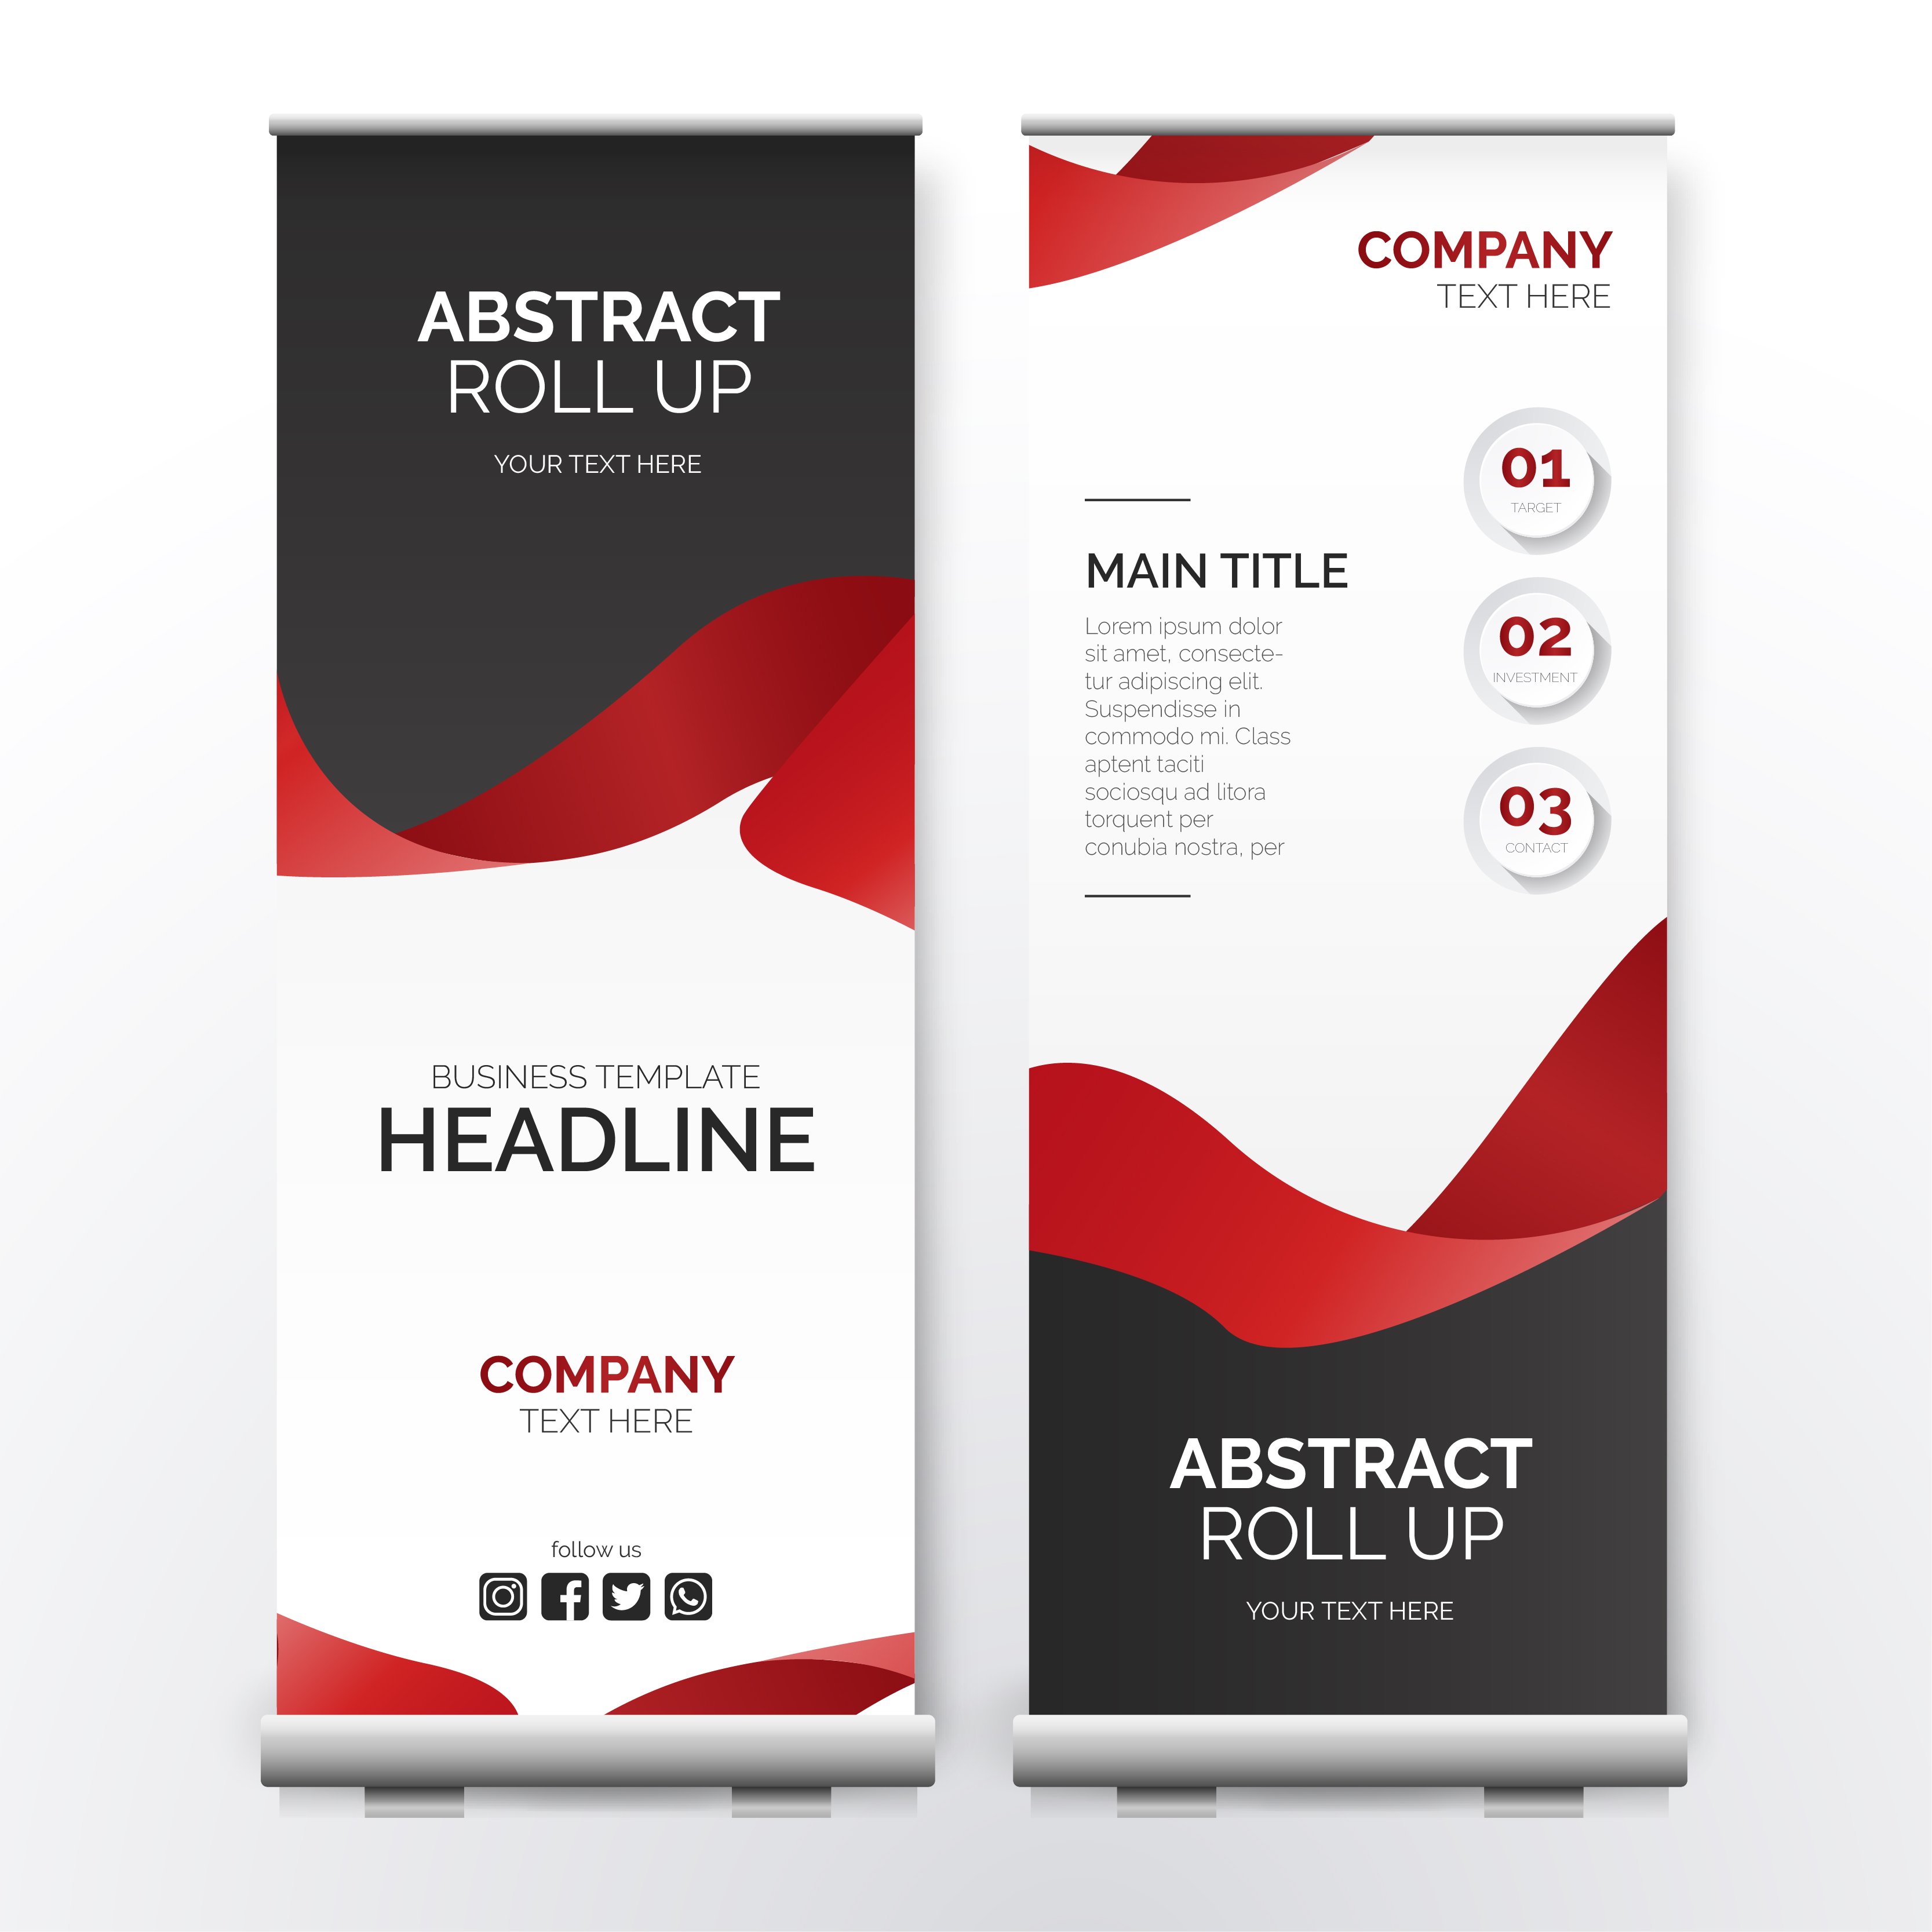 ABSTRACT
ROLL UP
YOUR TEXT HERE
BUSINESS TEMPLATE
HEADLINE
COMPANY
TEXT HERE
follow us
COMPANY
TEXT HERE
01
TARGET
02
INVESTMENT
03
CONTACT
MAIN TITLE
Lorem ipsum dolor
sit amet, consecte-
tur adipiscing elit.
Suspendisse in
commodo mi. Class
aptent taciti
sociosqu ad litora
torquent per
conubia nostra, per
ABSTRACT
ROLL UP
YOUR TEXT HERE